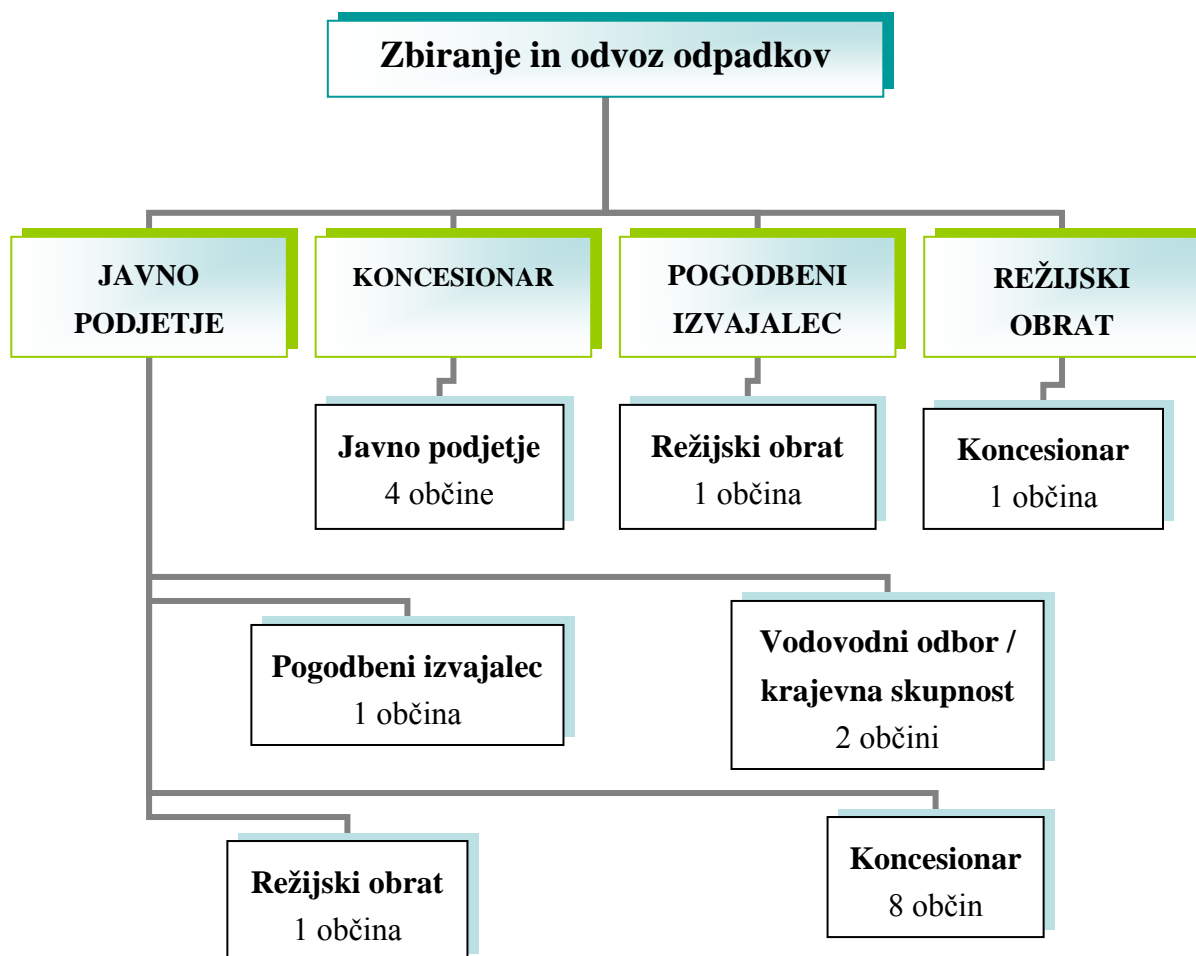 Zbiranje in odvoz odpadkov
JAVNO
PODJETJE
KONCESIONAR
POGODBENI
IZVAJALEC
REŽIJSKI
OBRAT
Javno podjetje
4 občine
Režijski obrat
1 občina
Koncesionar
1 občina
Pogodbeni izvajalec
1 občina
Vodovodni odbor /
krajevna skupnost
2 občini
Režijski obrat
1 občina
Koncesionar
8 občin